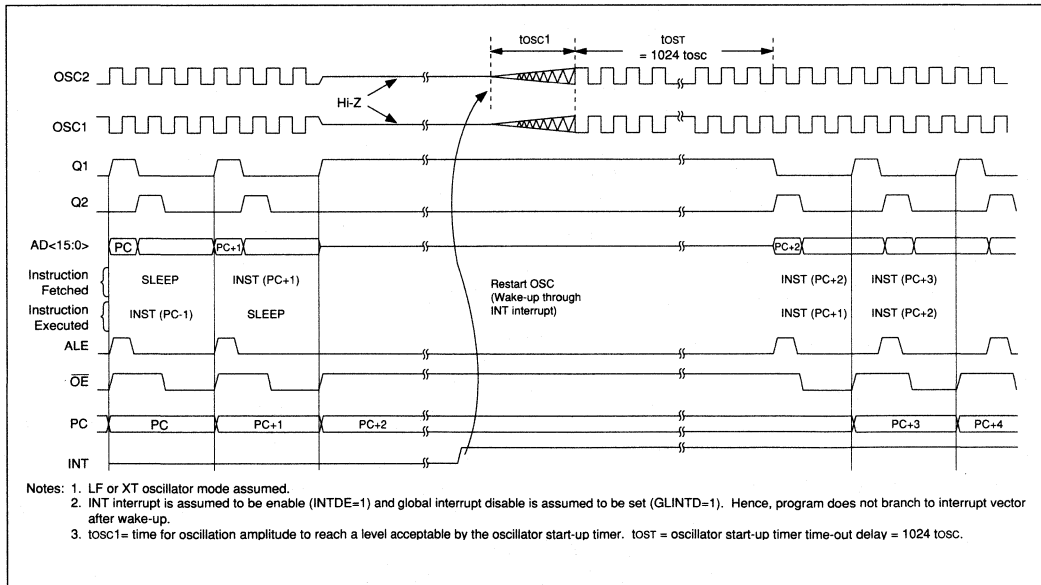 tosc1
tOST
= 1024 tosc
OSC2
Hi-Z
OSC1
Q1
Q2
AD<15:0>
PC
PC+1
PC+2
Instruction
Fetched
SLEEP
INST (PC+1)
INST (PC+2)
INST (PC+3)
Restart OSC
(Wake-up through
INT interrupt)
Instruction
Executed
INST (PC-1)
SLEEP
INST (PC+1)
INST (PC+2)
ALE
OE
PC
PC
PC+1
PC+2
PC+3
PC+4
INT
Notes: 1. LF or XT oscillator mode assumed.
2. INT interrupt is assumed to be enable (INTDE=1) and global interrupt disable is assumed to be set (GLINTD=1). Hence, program does not branch to interrupt vector
after wake-up.
3. tosc1= time for oscillation amplitude to reach a level acceptable by the oscillator start-up timer. tOST = oscillator start-up timer time-out delay = 1024 tosc.